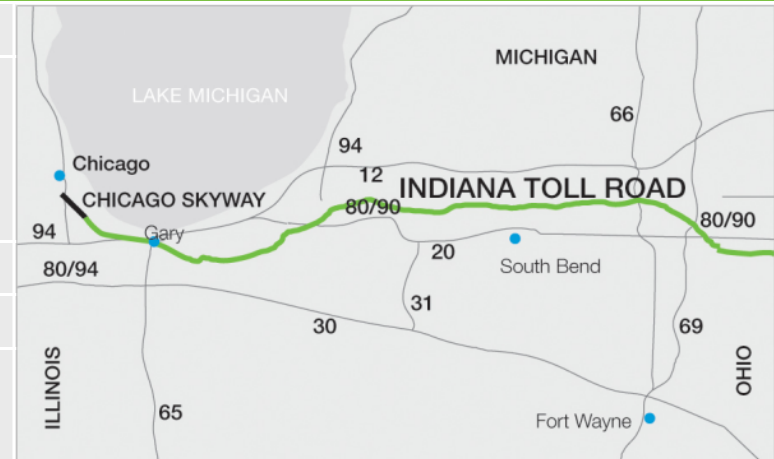 MICHIGAN
LAKE MICHIGAN
66
94
Chicago
12
INDIANA TOLL ROAD
CHICAGO SKYWAY
80/90
80/90
94
Gary
20
South Bend
80/94
31
30
69
ILLINOIS
OHIO
65
Fort Wayne